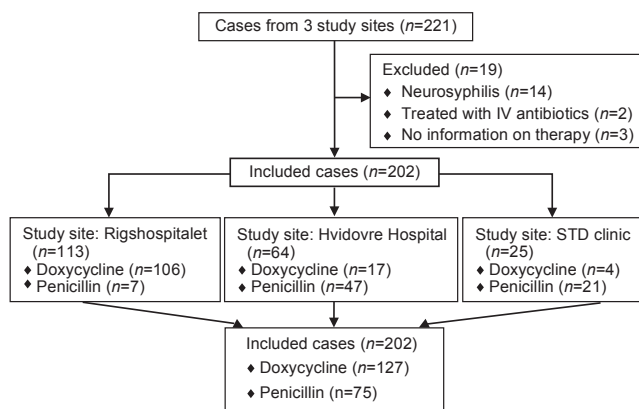 Cases from 3 study sites (n=221)
Excluded (n=19)
♦ Neurosyphilis (n=14)
♦ Treated with IV antibiotics (n=2)
♦ No information on therapy (n=3)
Included cases (n=202)
Study site: Rigshospitalet
(n=113)
♦ Doxycycline (n=106)
♦ Penicillin (n=7)
Study site: Hvidovre Hospital
(n=64)
♦ Doxycycline (n=17)
♦ Penicillin (n=47)
Study site: STD clinic
(n=25)
♦ Doxycycline (n=4)
♦ Penicillin (n=21)
Included cases (n=202)
♦ Doxycycline (n=127)
♦ Penicillin (n=75)